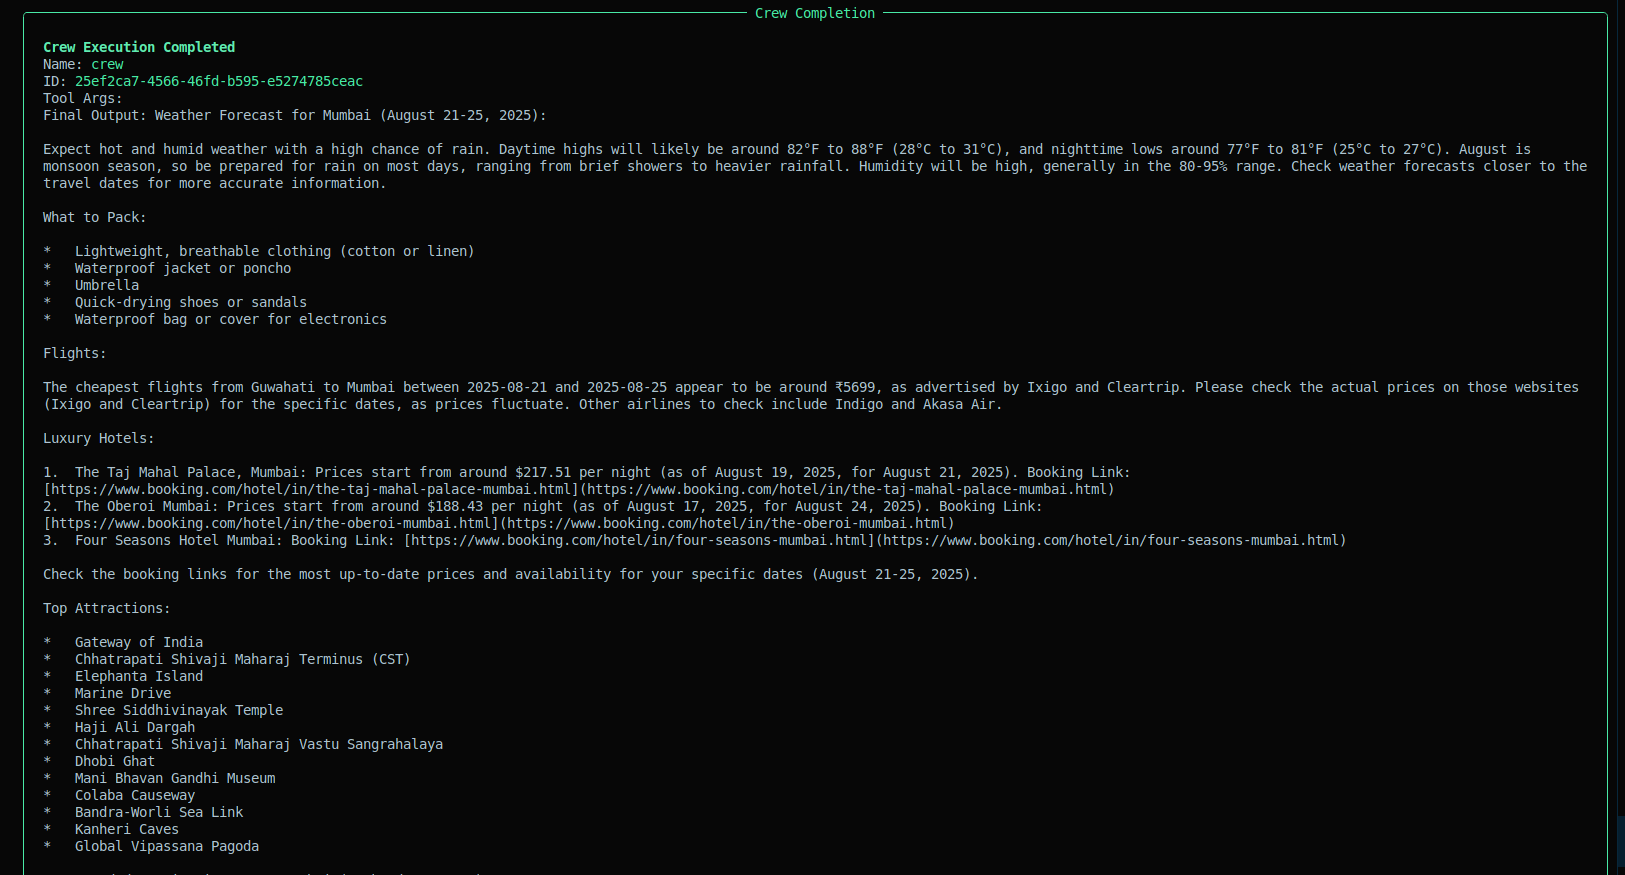 Crew Completion
Crew Execution Completed
Name: crew
ID: 25ef2ca7-4566-46fd-b595-e5274785ceac
Tool Args:
Final Output: Weather Forecast for Mumbai (August 21-25, 2025):
Expect hot and humid weather with a high chance of rain. Daytime highs will likely be around 82°F to 88°F (28°C to 31°C), and nighttime lows around 77°F to 81°F (25°C to 27°C). August is
monsoon season, so be prepared for rain on most days, ranging from brief showers to heavier rainfall. Humidity will be high, generally in the 80-95% range. Check weather forecasts closer to the
travel dates for more accurate information.
What to Pack:
* Lightweight, breathable clothing (cotton or linen)
* Waterproof jacket or poncho
* Umbrella
* Quick-drying shoes or sandals
* Waterproof bag or cover for electronics
Flights:
The cheapest flights from Guwahati to Mumbai between 2025-08-21 and 2025-08-25 appear to be around ₹5699, as advertised by Ixigo and Cleartrip. Please check the actual prices on those websites
(Ixigo and Cleartrip) for the specific dates, as prices fluctuate. Other airlines to check include Indigo and Akasa Air.
Luxury Hotels:
1. The Taj Mahal Palace, Mumbai: Prices start from around $217.51 per night (as of August 19, 2025, for August 21, 2025). Booking Link:
[https://www.booking.com/hotel/in/the-taj-mahal-palace-mumbai.html](https://www.booking.com/hotel/in/the-taj-mahal-palace-mumbai.html)
2. The Oberoi Mumbai: Prices start from around $188.43 per night (as of August 17, 2025, for August 24, 2025). Booking Link:
[https://www.booking.com/hotel/in/the-oberoi-mumbai.html](https://www.booking.com/hotel/in/the-oberoi-mumbai.html)
3. Four Seasons Hotel Mumbai: Booking Link: [https://www.booking.com/hotel/in/four-seasons-mumbai.html](https://www.booking.com/hotel/in/four-seasons-mumbai.html)
Check the booking links for the most up-to-date prices and availability for your specific dates (August 21-25, 2025).
Top Attractions:
* Gateway of India
* Chhatrapati Shivaji Maharaj Terminus (CST)
* Elephanta Island
* Marine Drive
* Shree Siddhivinayak Temple
* Haji Ali Dargah
* Chhatrapati Shivaji Maharaj Vastu Sangrahalaya
* Dhobi Ghat
* Mani Bhavan Gandhi Museum
* Colaba Causeway
* Bandra-Worli Sea Link
* Kanheri Caves
* Global Vipassana Pagoda